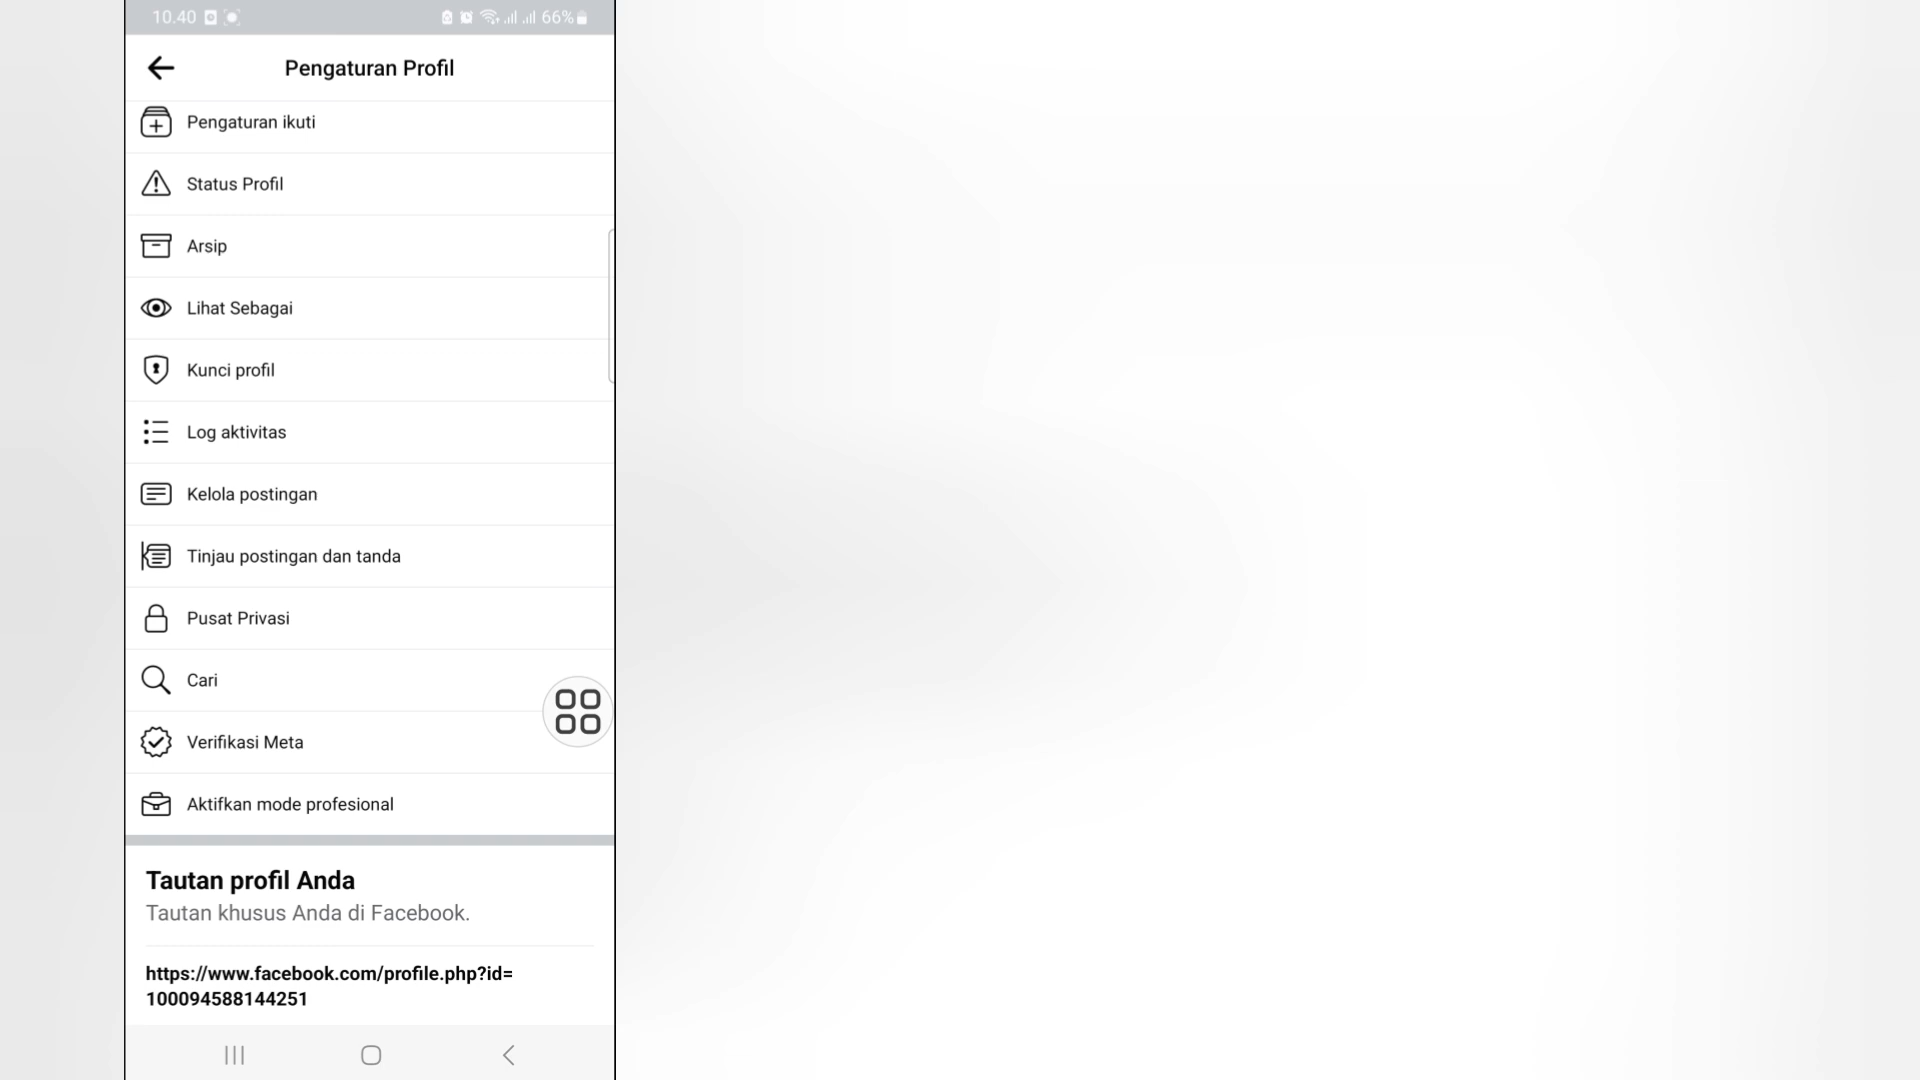 10.40
66%
Pengaturan Profil
Pengaturan ikuti
Status Profil
Arsip
Lihat Sebagai
Kunci profil
Log aktivitas
Kelola postingan
Tinjau postingan dan tanda
Pusat Privasi
Cari
Verifikasi Meta
Aktifkan mode profesional
Tautan profil Anda
Tautan khusus Anda di Facebook.
https://www.facebook.com/profile.php?id=
100094588144251